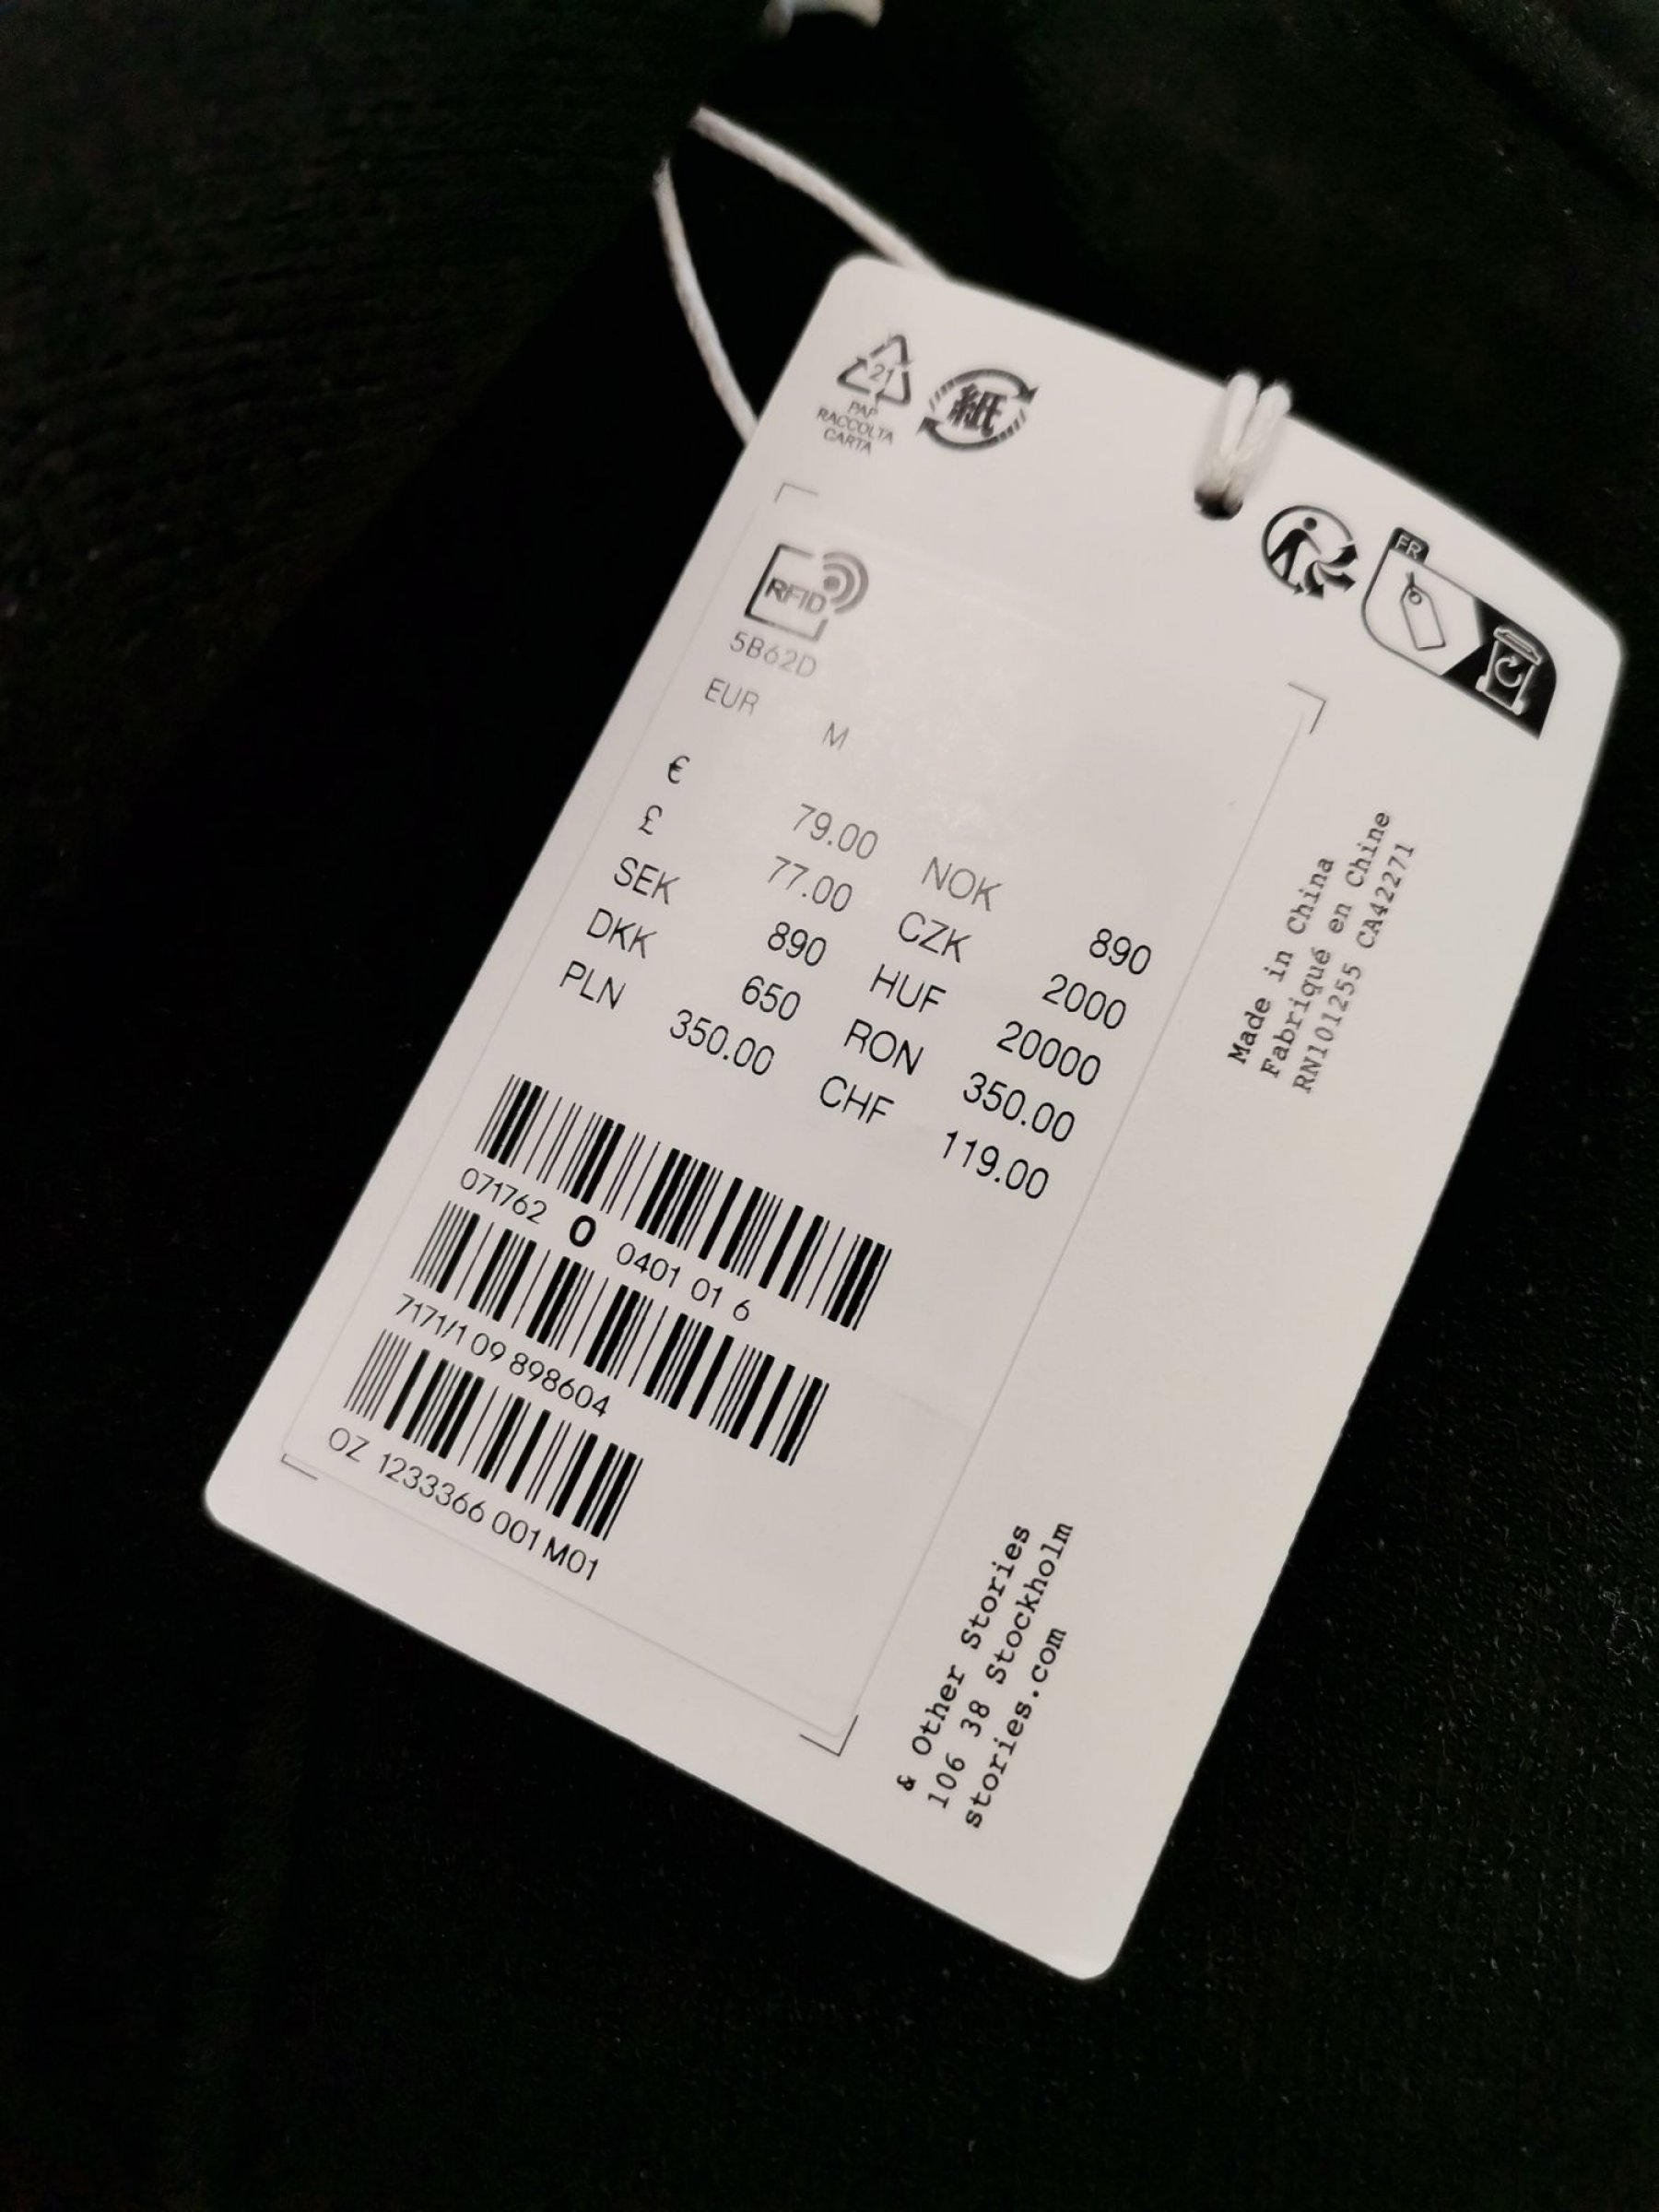 21
PAP
RACCOLTA
CARTA
紙
FR
RFID
5B62D
EUR M
€ 79.00 NOK 890
£ 77.00 CZK 2000
SEK 890 HUF 20000
DKK 650 RON 350.00
PLN 350.00 CHF 119.00
071762 0 0401 01 6
7171/1 09 898604
OZ 1233366 001 M01
Made in China
Fabriqué en Chine
RN101255 CA42271
& Other Stories
106 38 Stockholm
stories.com